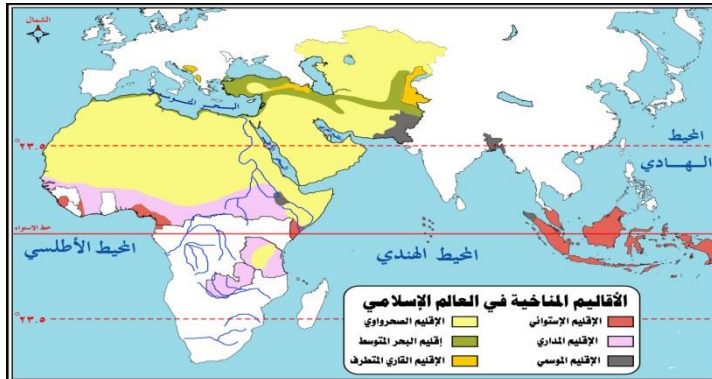 الشمال
البحر المتوسط
°٢٣.٥
المحيط
الهادي
خط الاستواء
المحيط الأطلسي
المحيط الهندي
°٢٣.٥
الأقاليم المناخية في العالم الإسلامي
الإقليم الإستوائي
الإقليم الصحراوي
الإقليم المداري
إقليم البحر المتوسط
الإقليم الموسمي
الإقليم القاري المتطرف